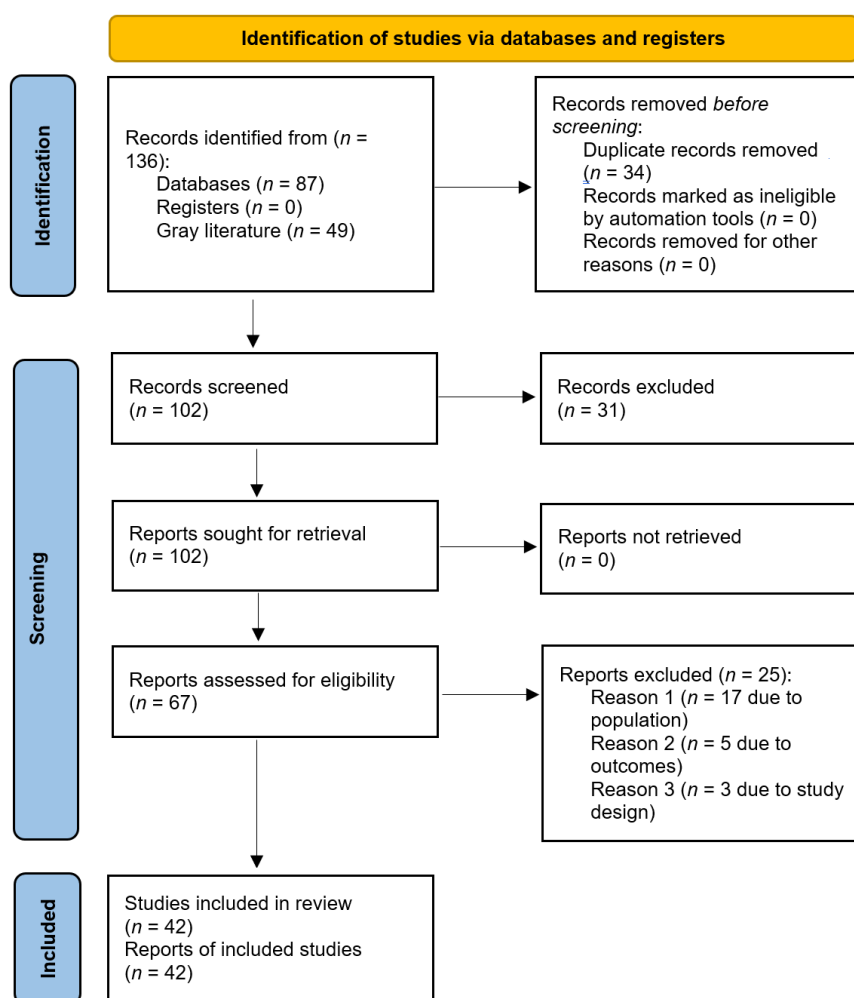 Identification of studies via databases and registers
Identification
Records identified from (n =
136):
Databases (n = 87)
Registers (n = 0)
Gray literature (n = 49)
Records removed before
screening:
Duplicate records removed
(n = 34)
Records marked as ineligible
by automation tools (n = 0)
Records removed for other
reasons (n = 0)
Screening
Records screened
(n = 102)
Records excluded
(n = 31)
Reports sought for retrieval
(n = 102)
Reports not retrieved
(n = 0)
Reports assessed for eligibility
(n = 67)
Reports excluded (n = 25):
Reason 1 (n = 17 due to
population)
Reason 2 (n = 5 due to
outcomes)
Reason 3 (n = 3 due to study
design)
Included
Studies included in review
(n = 42)
Reports of included studies
(n = 42)